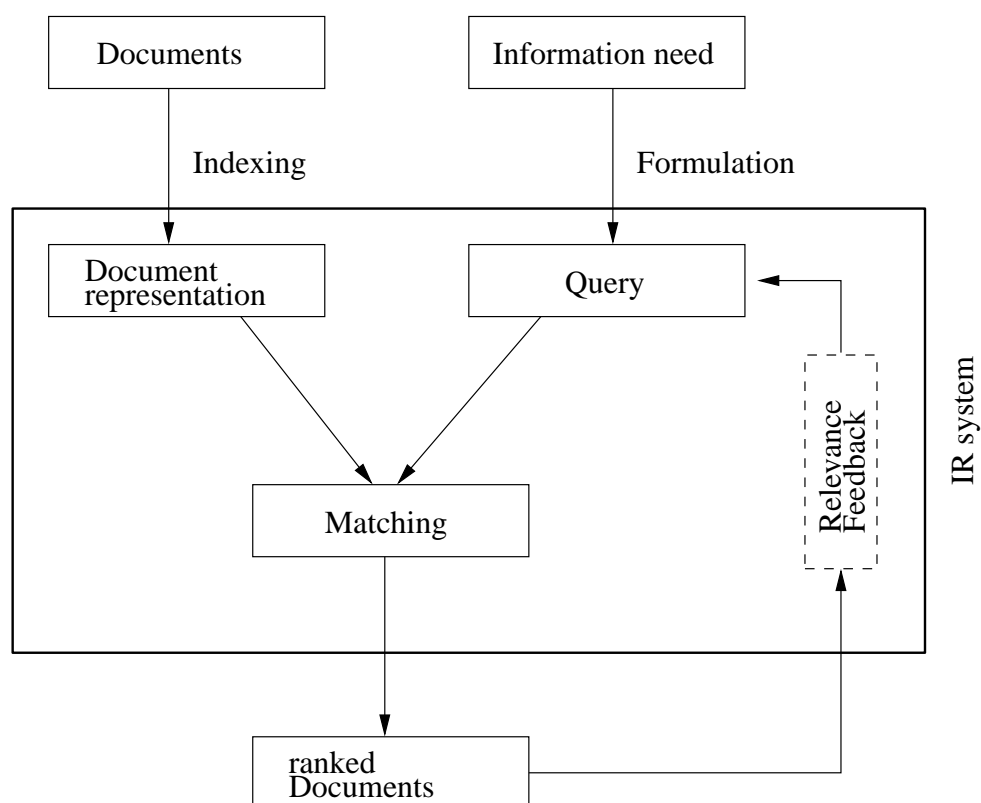 Documents
Information need
Indexing
Formulation
Document
representation
Query
Relevance
Feedback
IR system
Matching
ranked
Documents